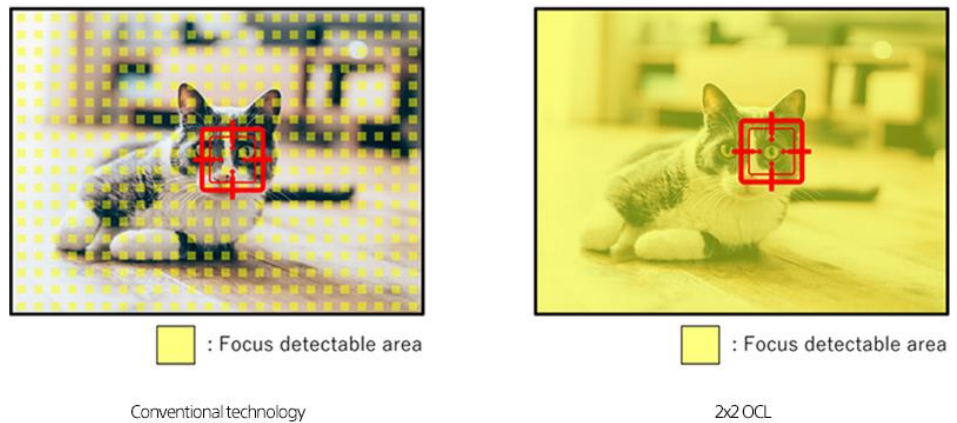 : Focus detectable area
: Focus detectable area
Conventional technology
2x2 OCL